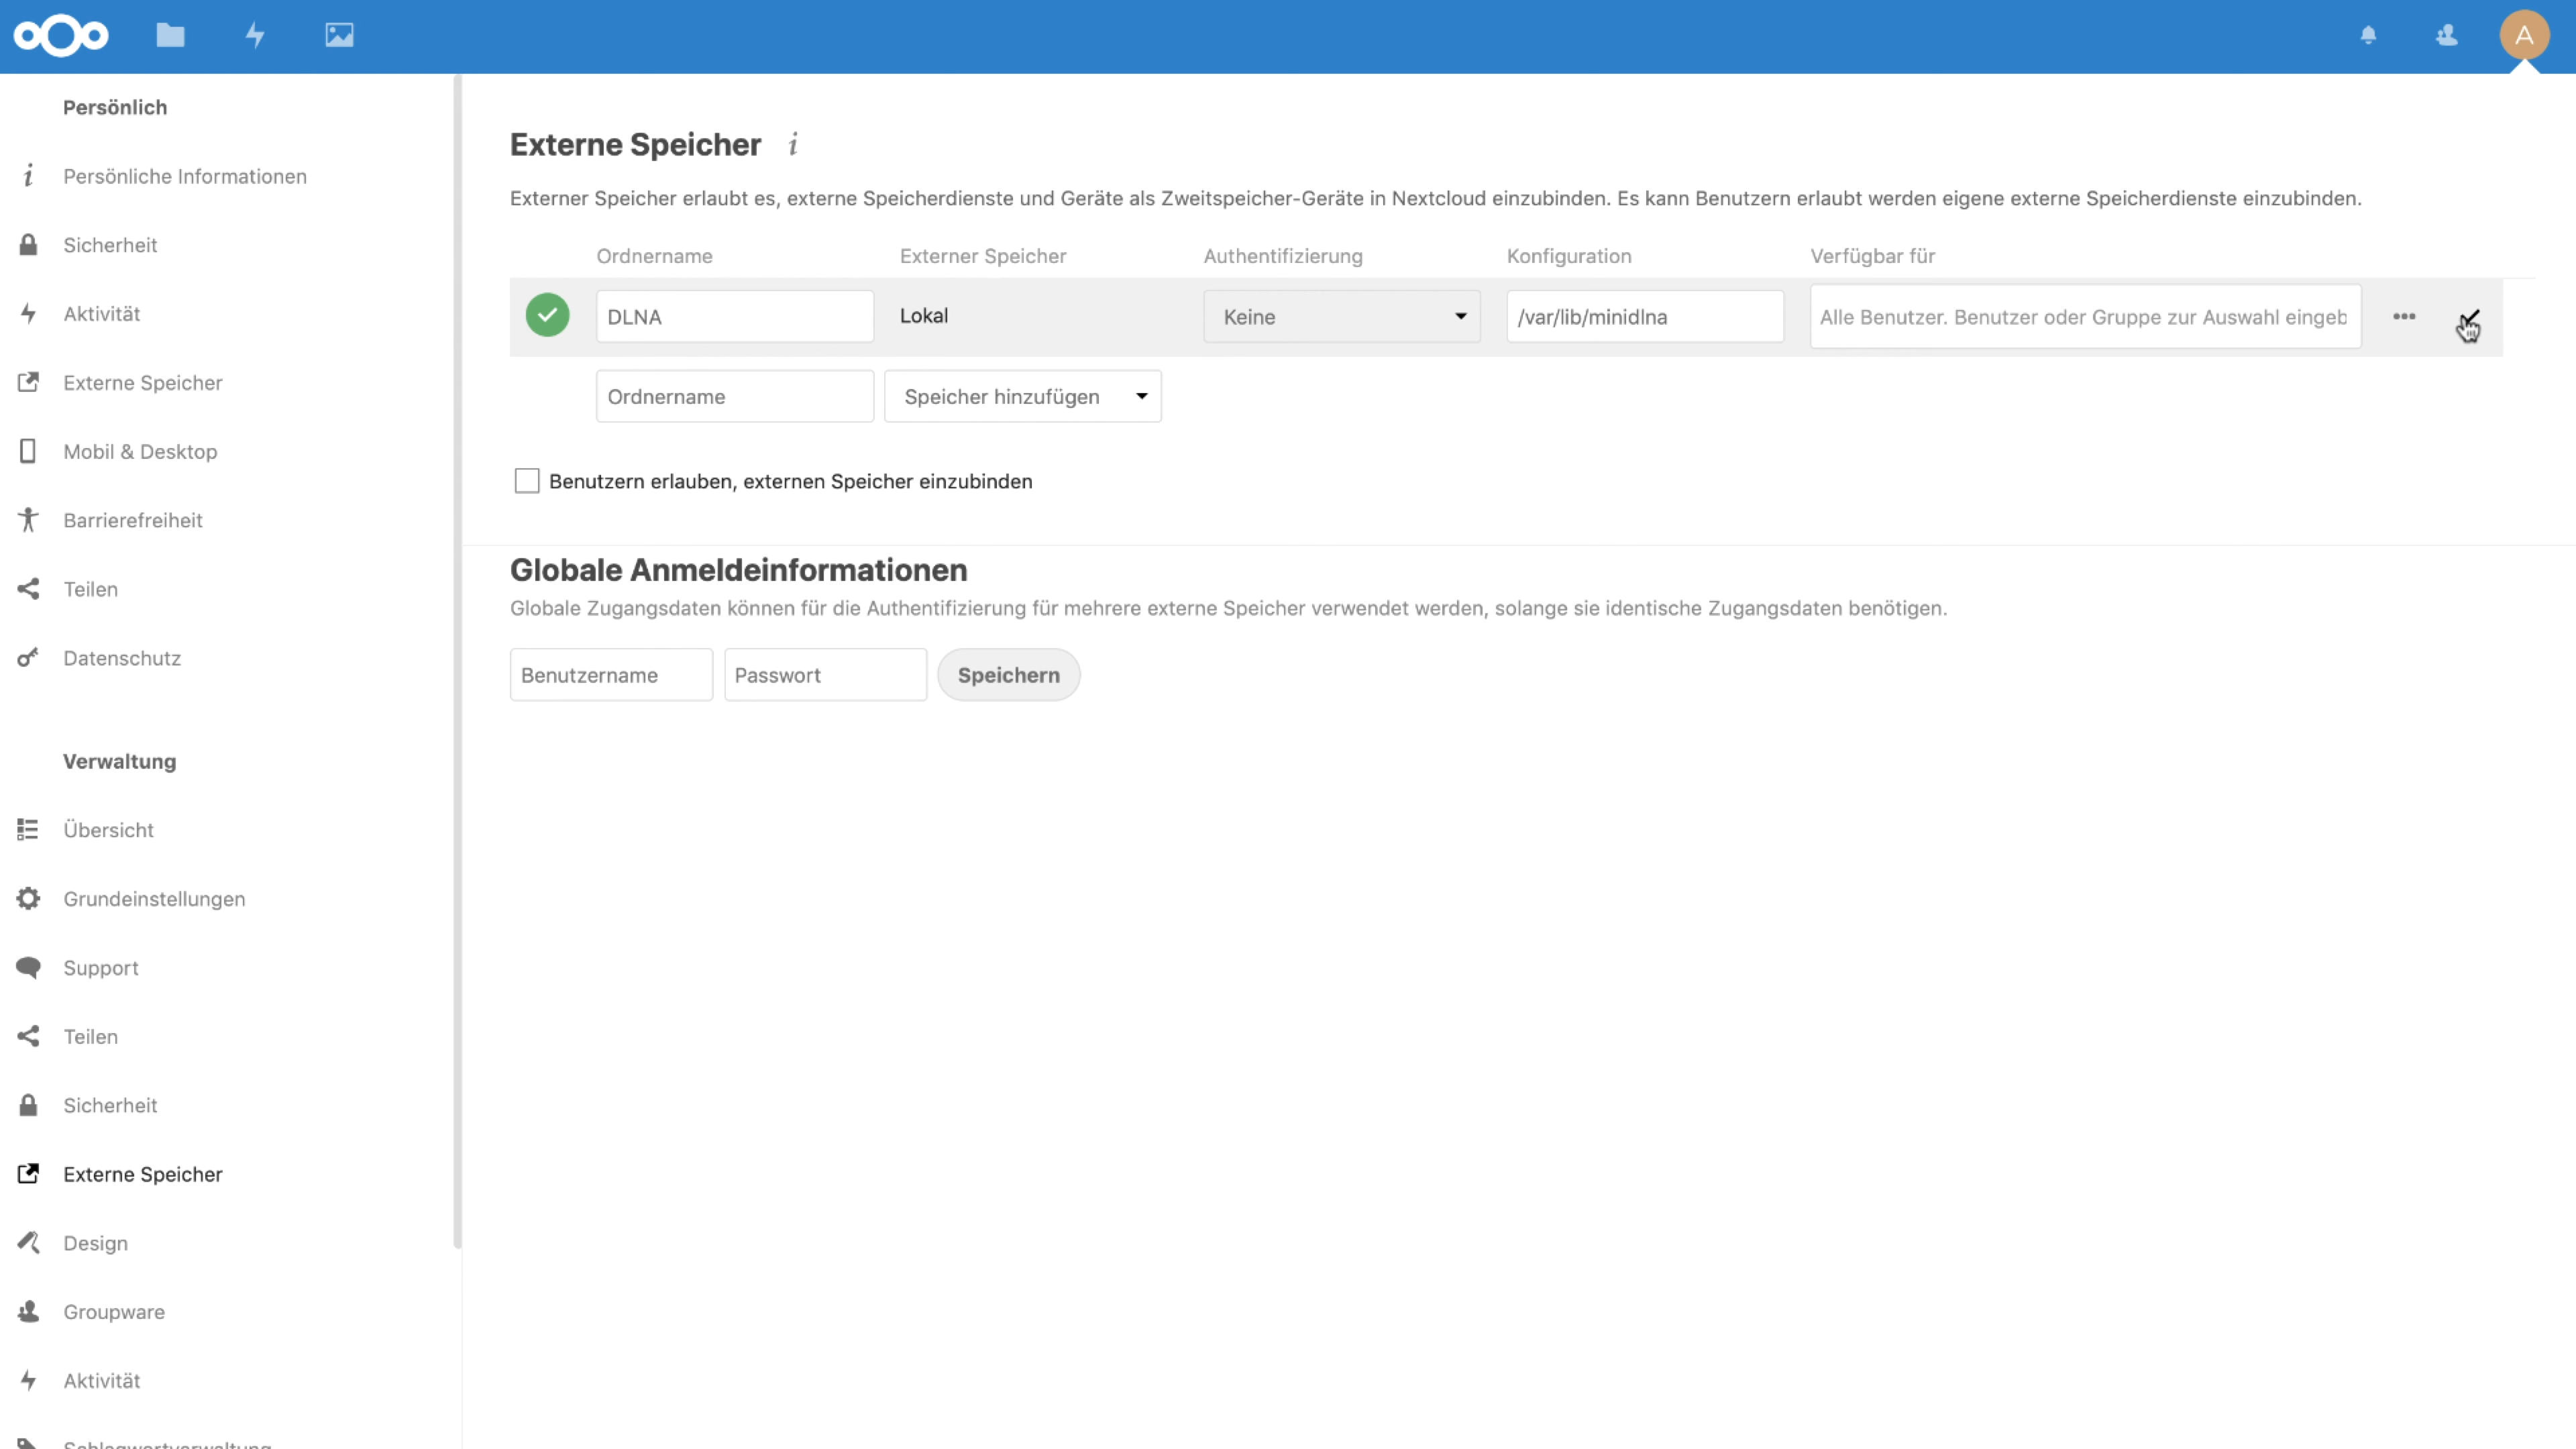 A
Persönlich
Persönliche Informationen
Sicherheit
Aktivität
Externe Speicher
Mobil & Desktop
Barrierefreiheit
Teilen
Datenschutz
Verwaltung
Übersicht
Grundeinstellungen
Support
Teilen
Sicherheit
Externe Speicher
Design
Groupware
Aktivität
Schlagwortverwaltung
Externe Speicher i
Externer Speicher erlaubt es, externe Speicherdienste und Geräte als Zweitspeicher-Geräte in Nextcloud einzubinden. Es kann Benutzern erlaubt werden eigene externe Speicherdienste einzubinden.
Ordnername Externer Speicher Authentifizierung Konfiguration Verfügbar für
DLNA Lokal Keine /var/lib/minidlna Alle Benutzer. Benutzer oder Gruppe zur Auswahl eingeb
Ordnername Speicher hinzufügen
Benutzern erlauben, externen Speicher einzubinden
Globale Anmeldeinformationen
Globale Zugangsdaten können für die Authentifizierung für mehrere externe Speicher verwendet werden, solange sie identische Zugangsdaten benötigen.
Benutzername Passwort Speichern